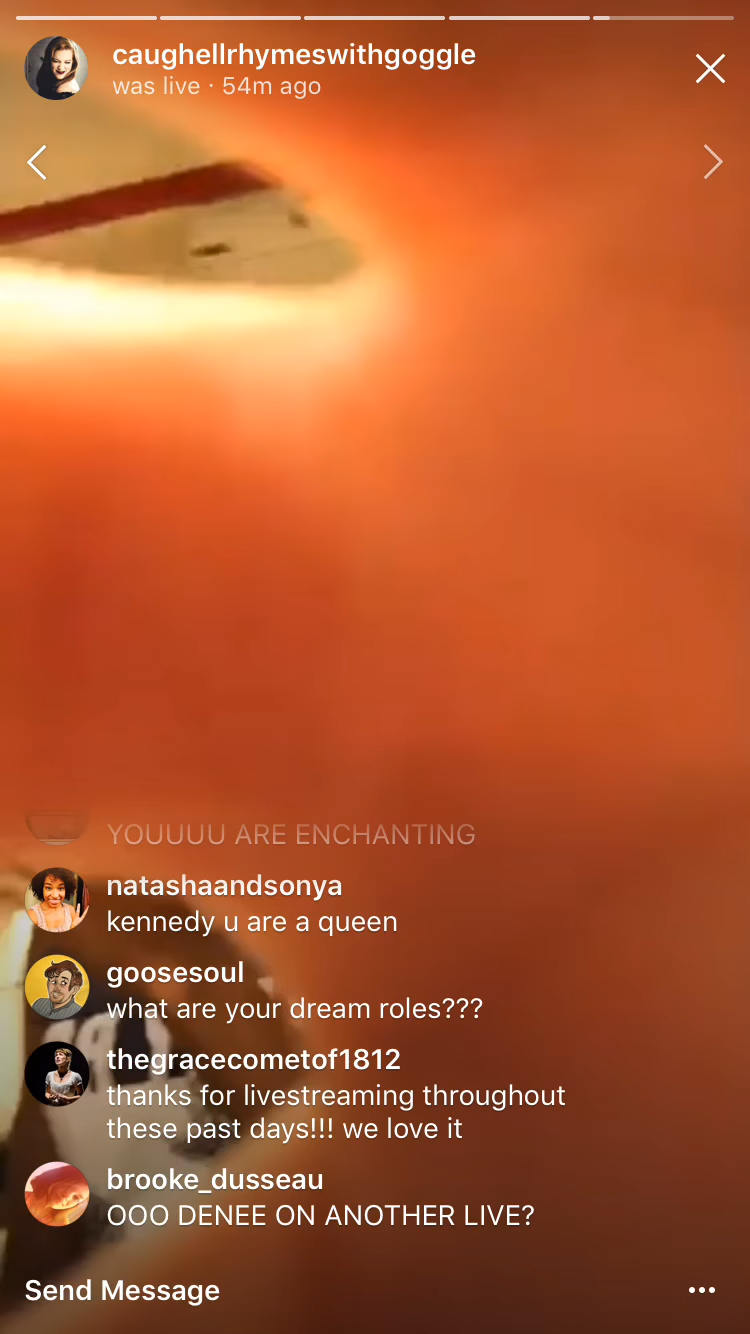 caughellrhymeswithgoggle
was live · 54m ago
YOUUUU ARE ENCHANTING
natashaandsonya
kennedy u are a queen
goosesoul
what are your dream roles???
thegracecometof1812
thanks for livestreaming throughout
these past days!!! we love it
brooke_dusseau
OOO DENEE ON ANOTHER LIVE?
Send Message